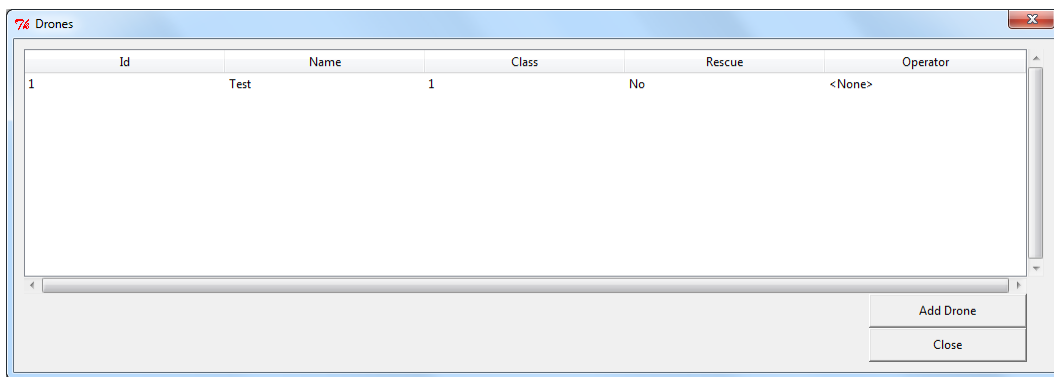 Drones
Id Name Class Rescue Operator
1 Test 1 No <None>
Add Drone
Close